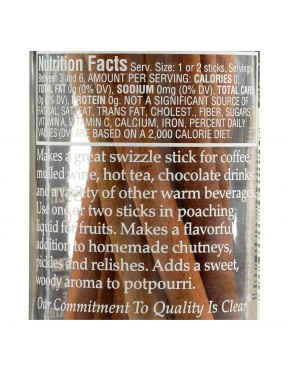 Nutrition Facts Serv. Size: 1 or 2 sticks, Servings
Between 3 and 6, AMOUNT PER SERVING: CALORIES 0,
TOTAL FAT 0g (0% DV), SODIUM 0mg (0% DV), TOTAL CARB
0g (0% DV), PROTEIN 0g. NOT A SIGNIFICANT SOURCE OF
FATCAL, SAT. FAT, TRANS FAT, CHOLEST., FIBER, SUGARS
VITAMIN A, VITAMIN C, CALCIUM, IRON, PERCENT DAILY
VALUES (DV) ARE BASED ON A 2,000 CALORIE DIET
Makes a great swizzle stick for coffee,
mulled wine, hot tea, chocolate drinks
and a variety of other warm beverages
Use one or two sticks in poaching
liquid for fruits. Makes a flavorful
addition to homemade chutneys,
pickles and relishes. Adds a sweet,
woody aroma to potpourri.
Our Commitment To Quality Is Clear